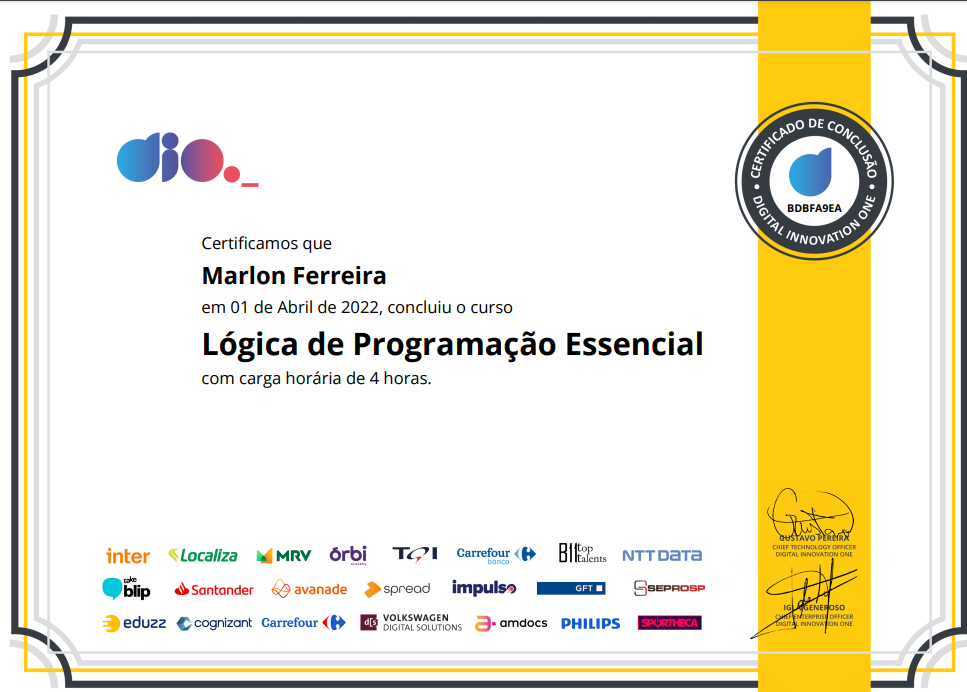 dio._
CERTIFICADO DE CONCLUSÃO
BDBFA9EA
DIGITAL INNOVATION ONE
Certificamos que
Marlon Ferreira
em 01 de Abril de 2022, concluiu o curso
Lógica de Programação Essencial
com carga horária de 4 horas.
inter Localiza MRV órbi TQI Carrefour banco B11 top talents NTT DATA
take blip Santander avanade spread impulso GFT SEPROSP
eduzz cognizant Carrefour d[s] VOLKSWAGEN DIGITAL SOLUTIONS a: amdocs PHILIPS SPORTHECA
GUSTAVO PEREIRA
CHIEF TECHNOLOGY OFFICER
DIGITAL INNOVATION ONE
GENEROSO
CHIEF ENTERPRISE OFFICER
DIGITAL INNOVATION ONE